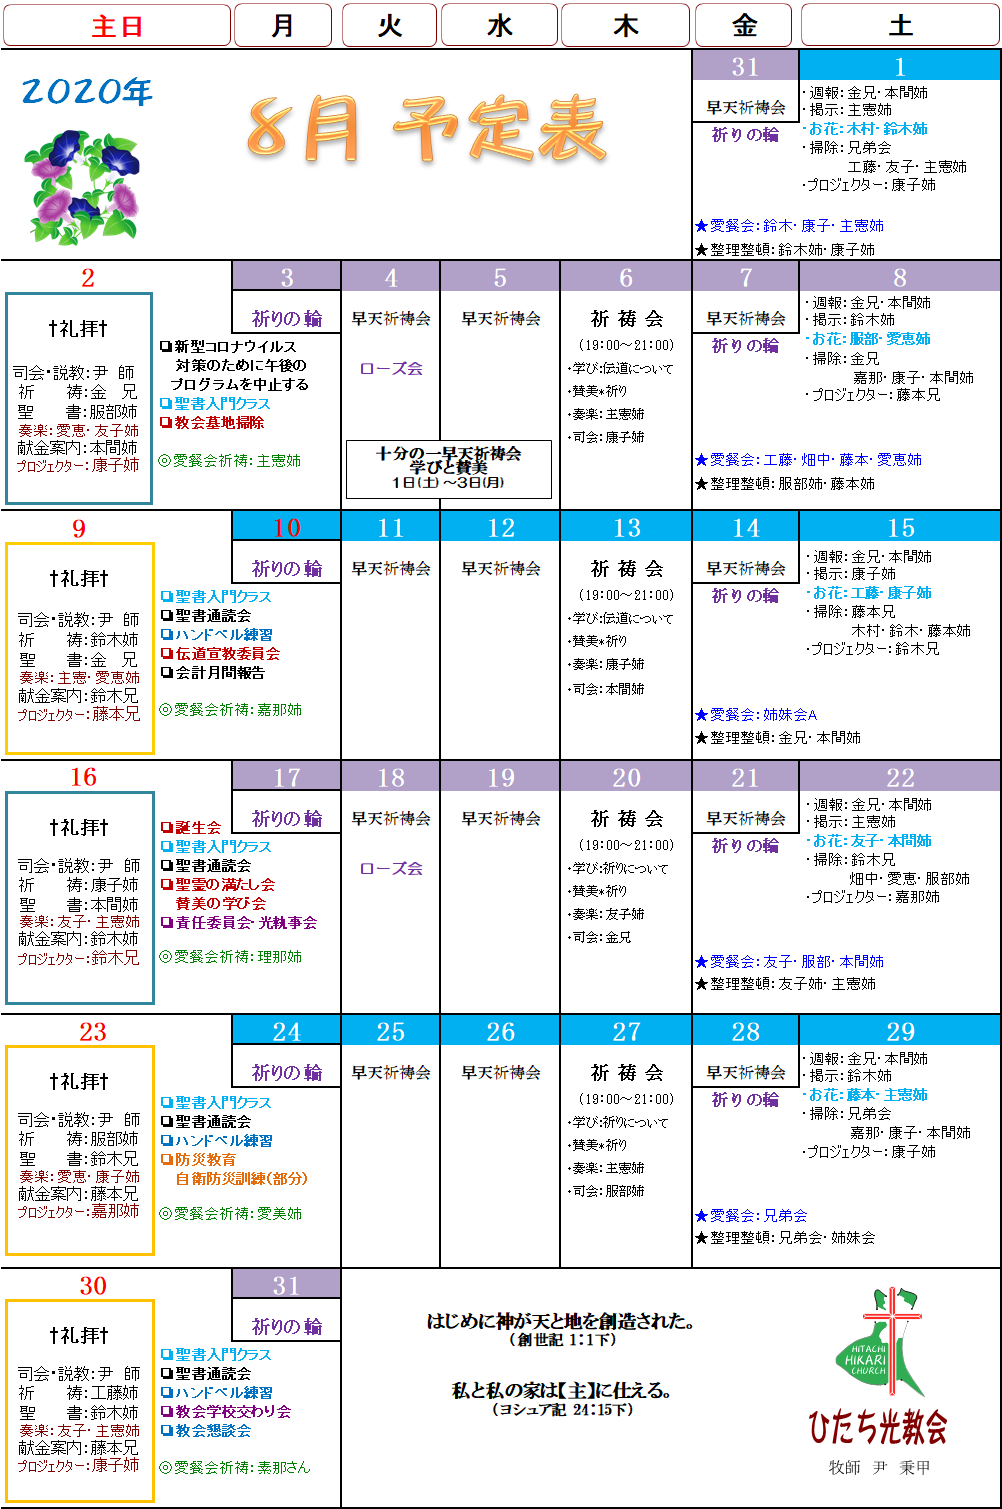 主日 月 火 水 木 金 土
2020年
8月 予定表
31
早天祈祷会
祈りの輪
1
・週報：金兄・本間姉
・掲示：主憲姉
・お花：木村・鈴木姉
・掃除：兄弟会
工藤・友子・主憲姉
・プロジェクター：康子姉
★愛餐会：鈴木・康子・主憲姉
★整理整頓：鈴木姉・康子姉
2
✝礼拝✝
司会・説教：尹 師
祈 祷：金 兄
聖 書：服部姉
奏楽：愛恵・友子姉
献金案内：本間姉
プロジェクター：康子姉
❏新型コロナウイルス
対策のために午後の
プログラムを中止する
❏聖書入門クラス
❏教会墓地掃除
◎愛餐会祈祷：主憲姉
3
祈りの輪
4
早天祈祷会
ローズ会
5
早天祈祷会
十分の一早天祈祷会
学びと賛美
1日(土)～3日(月)
6
祈 祷 会
（19：00～21：00）
・学び:伝道について
・賛美*祈り
・奏楽：主憲姉
・司会：康子姉
7
早天祈祷会
祈りの輪
8
・週報：金兄・本間姉
・掲示：鈴木姉
・お花：服部・愛恵姉
・掃除：金兄
嘉那・康子・本間姉
・プロジェクター：藤本兄
★愛餐会：工藤・畑中・藤本・愛恵姉
★整理整頓：服部姉・藤本姉
9
✝礼拝✝
司会・説教：尹 師
祈 祷：鈴木姉
聖 書：金 兄
奏楽：主憲・愛恵姉
献金案内：鈴木兄
プロジェクター：藤本兄
❏聖書入門クラス
❏聖書通読会
❏ハンドベル練習
❏伝道宣教委員会
❏会計月間報告
◎愛餐会祈祷：嘉那姉
10
祈りの輪
11
早天祈祷会
12
早天祈祷会
13
祈 祷 会
（19：00～21：00）
・学び:伝道について
・賛美*祈り
・奏楽：康子姉
・司会：本間姉
14
早天祈祷会
祈りの輪
15
・週報：金兄・本間姉
・掲示：康子姉
・お花：工藤・康子姉
・掃除：藤本兄
木村・鈴木・藤本姉
・プロジェクター：鈴木兄
★愛餐会：姉妹会A
★整理整頓：金兄・本間姉
16
✝礼拝✝
司会・説教：尹 師
祈 祷：康子姉
聖 書：本間姉
奏楽：友子・主憲姉
献金案内：鈴木姉
プロジェクター：鈴木兄
❏誕生会
❏聖書入門クラス
❏聖書通読会
❏聖霊の満たし会
賛美の学び会
❏責任委員会・光執事会
◎愛餐会祈祷：理那姉
17
祈りの輪
18
早天祈祷会
ローズ会
19
早天祈祷会
20
祈 祷 会
（19：00～21：00）
・学び:祈りについて
・賛美*祈り
・奏楽：友子姉
・司会：金兄
21
早天祈祷会
祈りの輪
22
・週報：金兄・本間姉
・掲示：主憲姉
・お花：友子・本間姉
・掃除：鈴木兄
畑中・愛恵・服部姉
・プロジェクター：嘉那姉
★愛餐会：友子・服部・本間姉
★整理整頓：友子姉・主憲姉
23
✝礼拝✝
司会・説教：尹 師
祈 祷：服部姉
聖 書：鈴木兄
奏楽：愛恵・康子姉
献金案内：藤本兄
プロジェクター：嘉那姉
❏聖書入門クラス
❏聖書通読会
❏ハンドベル練習
❏防災教育
自衛防災訓練（部分）
◎愛餐会祈祷：愛美姉
24
祈りの輪
25
早天祈祷会
26
早天祈祷会
27
祈 祷 会
（19：00～21：00）
・学び:祈りについて
・賛美*祈り
・奏楽：主憲姉
・司会：服部姉
28
早天祈祷会
祈りの輪
29
・週報：金兄・本間姉
・掲示：鈴木姉
・お花：藤本・主憲姉
・掃除：兄弟会
嘉那・康子・本間姉
・プロジェクター：康子姉
★愛餐会：兄弟会
★整理整頓：兄弟会・姉妹会
30
✝礼拝✝
司会・説教：尹 師
祈 祷：工藤姉
聖 書：鈴木姉
奏楽：友子・主憲姉
献金案内：藤本兄
プロジェクター：康子姉
❏聖書入門クラス
❏聖書通読会
❏ハンドベル練習
❏教会学校交わり会
❏教会懇談会
◎愛餐会祈祷：素那さん
31
祈りの輪
はじめに神が天と地を創造された。
（創世記 1：1下）
私と私の家は【主】に仕える。
（ヨシュア記 24：15下）
HITACHI
HIKARI
CHURCH
ひたち光教会
牧師 尹 秉甲